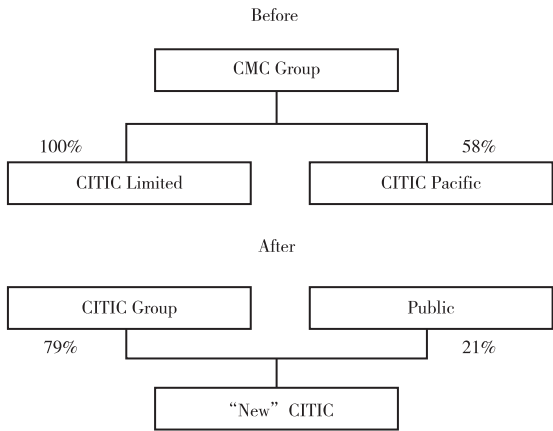 Before
CMC Group
100%
58%
CITIC Limited
CITIC Pacific
After
CITIC Group
Public
79%
21%
“New” CITIC